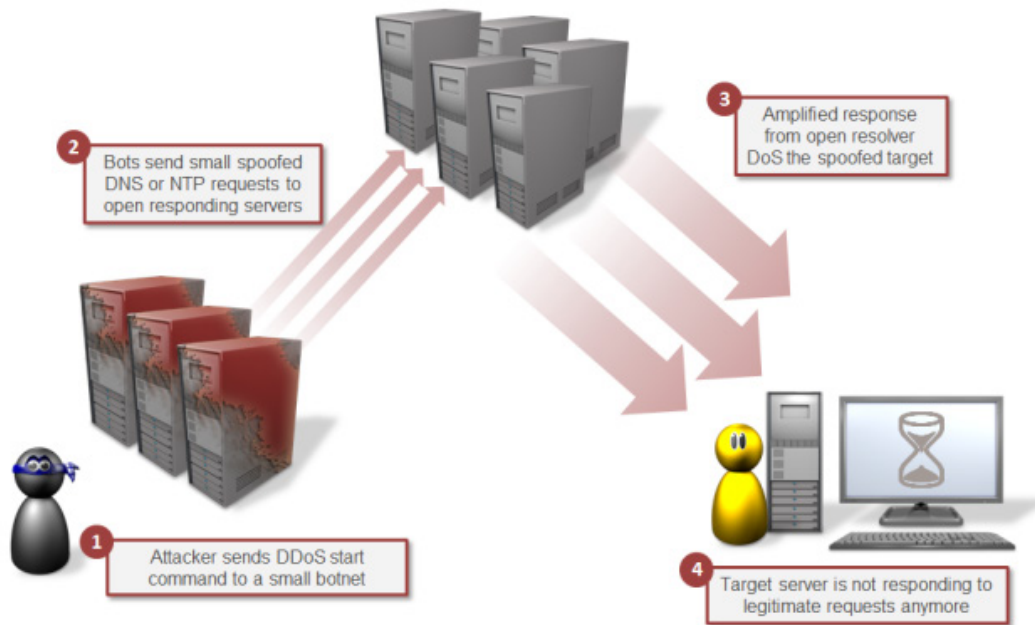 1
Attacker sends DDoS start
command to a small botnet
2
Bots send small spoofed
DNS or NTP requests to
open responding servers
3
Amplified response
from open resolver
DoS the spoofed target
4
Target server is not responding to
legitimate requests anymore